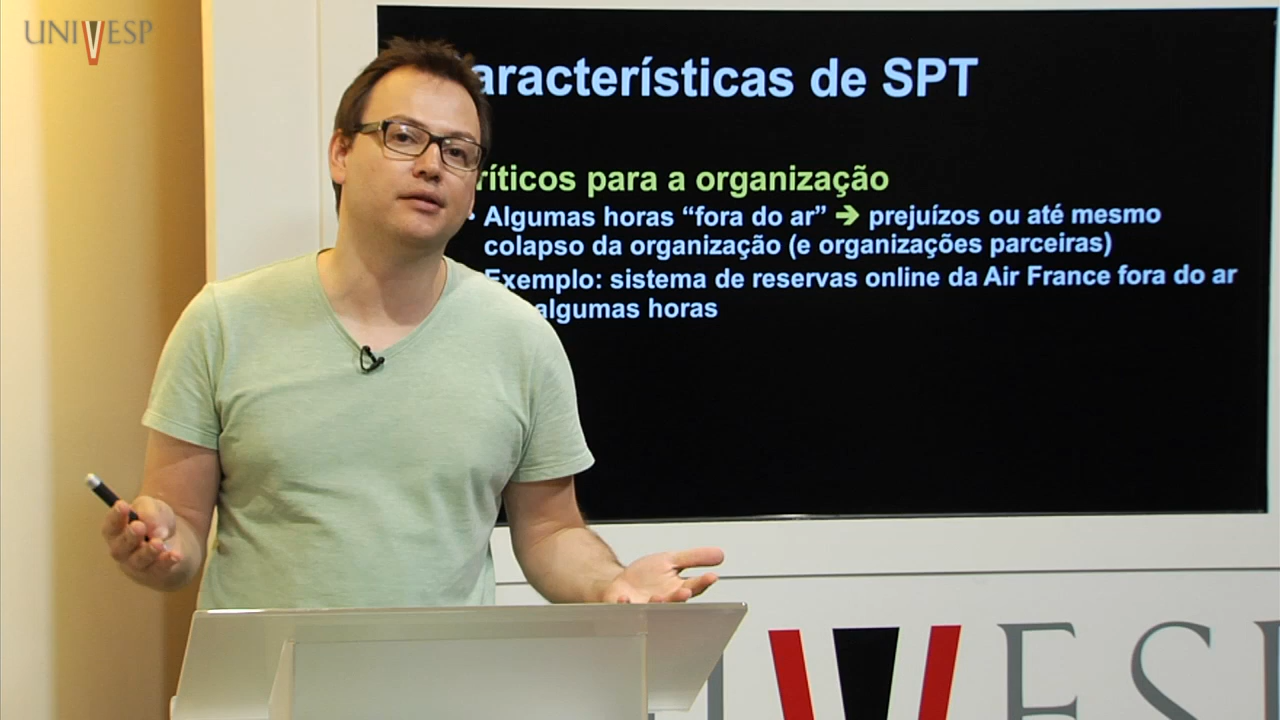 UNIVESP
aracterísticas de SPT
ríticos para a organização
• Algumas horas “fora do ar” ➔ prejuízos ou até mesmo
colapso da organização (e organizações parceiras)
Exemplo: sistema de reservas online da Air France fora do ar
algumas horas
VES